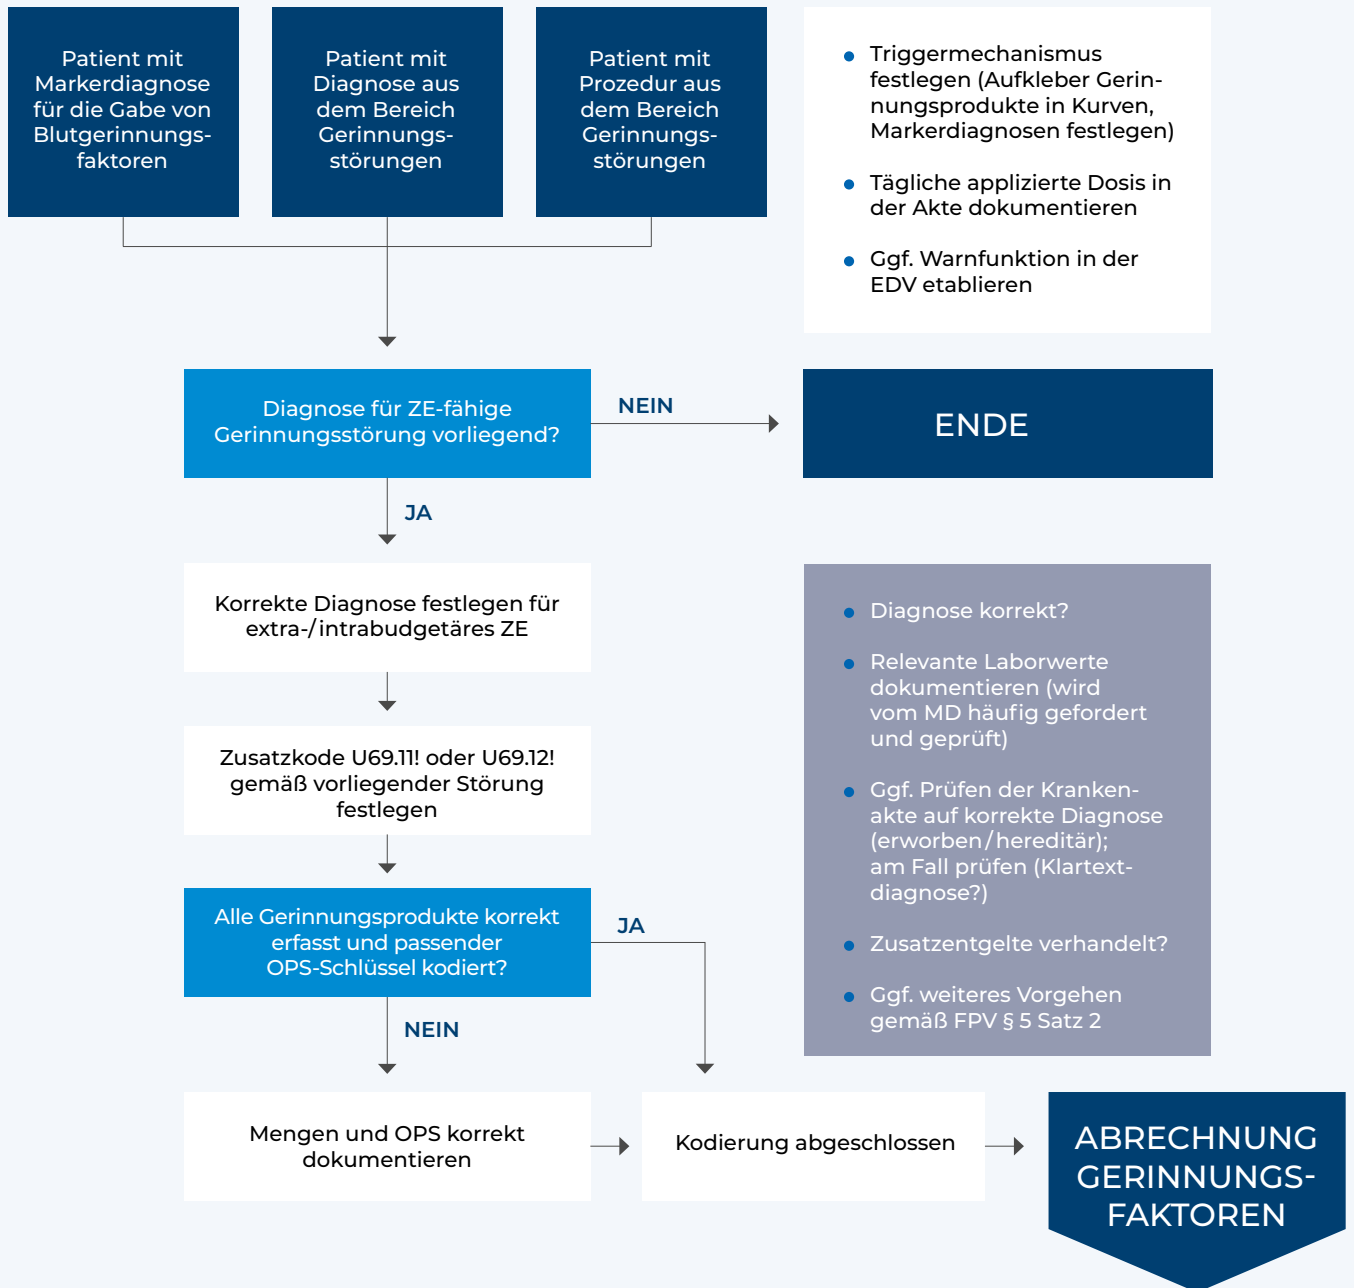 Patient mit
Markerdiagnose
für die Gabe von
Blutgerinnungs-
faktoren
Patient mit
Diagnose aus
dem Bereich
Gerinnungs-
störungen
Patient mit
Prozedur aus
dem Bereich
Gerinnungs-
störungen
• Triggermechanismus
festlegen (Aufkleber Gerin-
nungsprodukte in Kurven,
Markerdiagnosen festlegen)
• Tägliche applizierte Dosis in
der Akte dokumentieren
• Ggf. Warnfunktion in der
EDV etablieren
Diagnose für ZE-fähige
Gerinnungsstörung vorliegend?
NEIN
ENDE
JA
Korrekte Diagnose festlegen für
extra-/intrabudgetäres ZE
Zusatzkode U69.11! oder U69.12!
gemäß vorliegender Störung
festlegen
Alle Gerinnungsprodukte korrekt
erfasst und passender
OPS-Schlüssel kodiert?
JA
NEIN
• Diagnose korrekt?
• Relevante Laborwerte
dokumentieren (wird
vom MD häufig gefordert
und geprüft)
• Ggf. Prüfen der Kranken-
akte auf korrekte Diagnose
(erworben/hereditär);
am Fall prüfen (Klartext-
diagnose?)
• Zusatzentgelte verhandelt?
• Ggf. weiteres Vorgehen
gemäß FPV § 5 Satz 2
Mengen und OPS korrekt
dokumentieren
Kodierung abgeschlossen
ABRECHNUNG
GERINNUNGS-
FAKTOREN